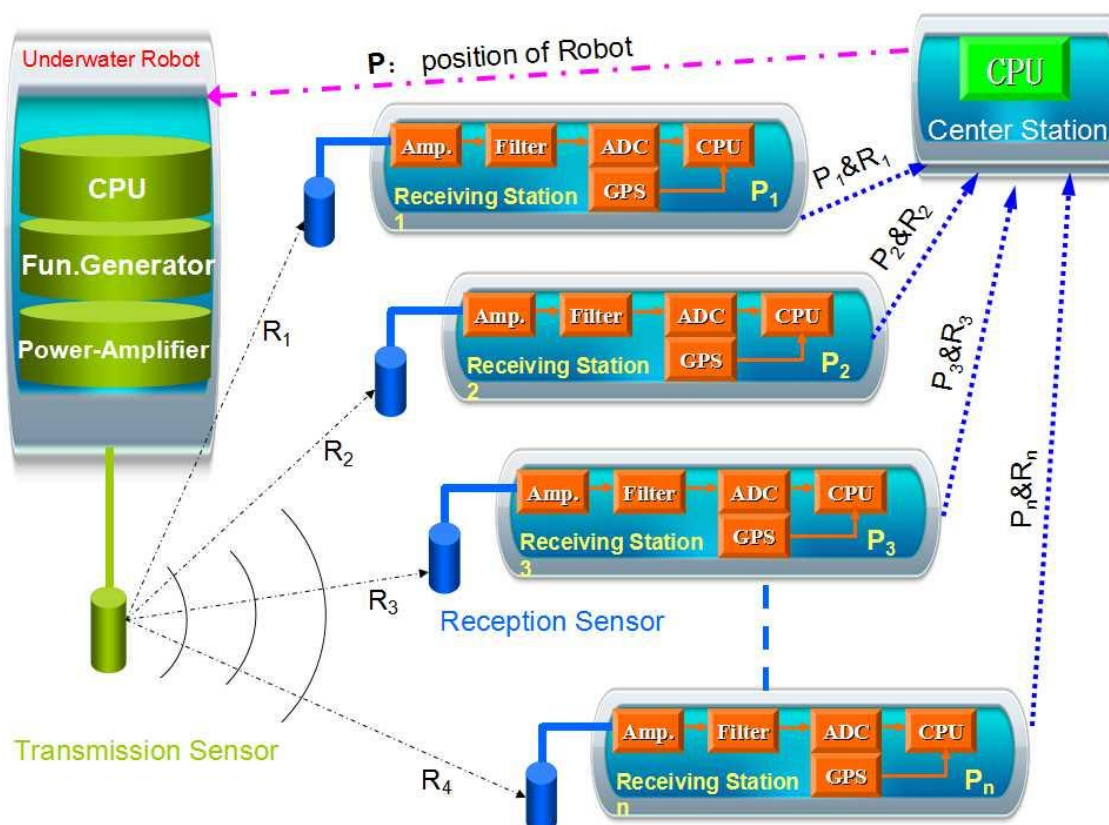 Underwater Robot
CPU
Fun.Generator
Power-Amplifier
Transmission Sensor
P: position of Robot
CPU
Center Station
Amp.
Filter
ADC
CPU
GPS
Receiving Station
1
P1
P1&R1
R1
Amp.
Filter
ADC
CPU
GPS
Receiving Station
2
P2
P2&R2
R2
Amp.
Filter
ADC
CPU
GPS
Receiving Station
3
P3
P3&R3
R3
Reception Sensor
Amp.
Filter
ADC
CPU
GPS
Receiving Station
n
Pn
Pn&Rn
R4